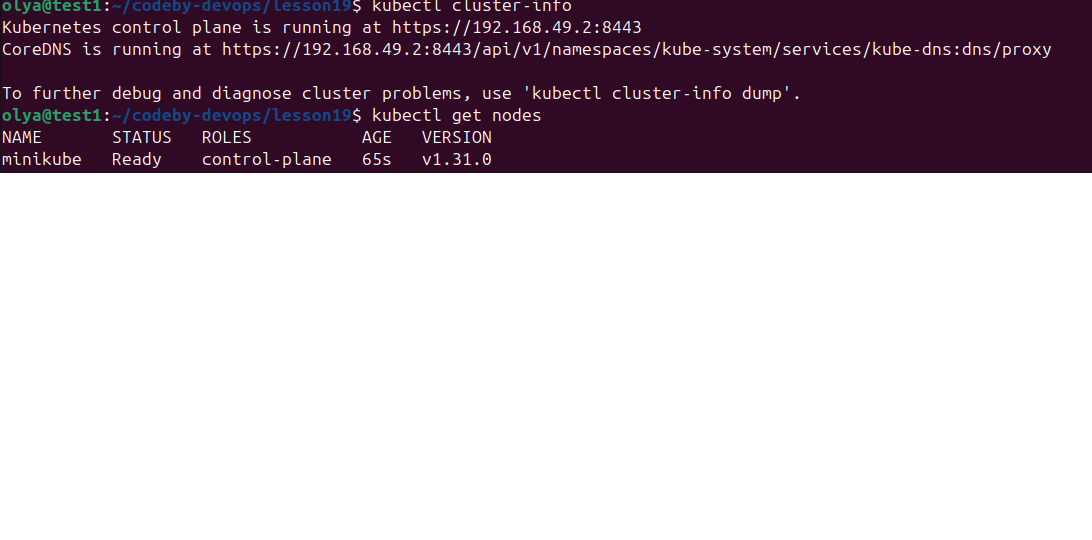 olya@test1:~/codeby-devops/lesson19$ kubectl cluster-info
Kubernetes control plane is running at https://192.168.49.2:8443
CoreDNS is running at https://192.168.49.2:8443/api/v1/namespaces/kube-system/services/kube-dns:dns/proxy

To further debug and diagnose cluster problems, use 'kubectl cluster-info dump'.
olya@test1:~/codeby-devops/lesson19$ kubectl get nodes
NAME       STATUS   ROLES           AGE   VERSION
minikube   Ready    control-plane   65s   v1.31.0